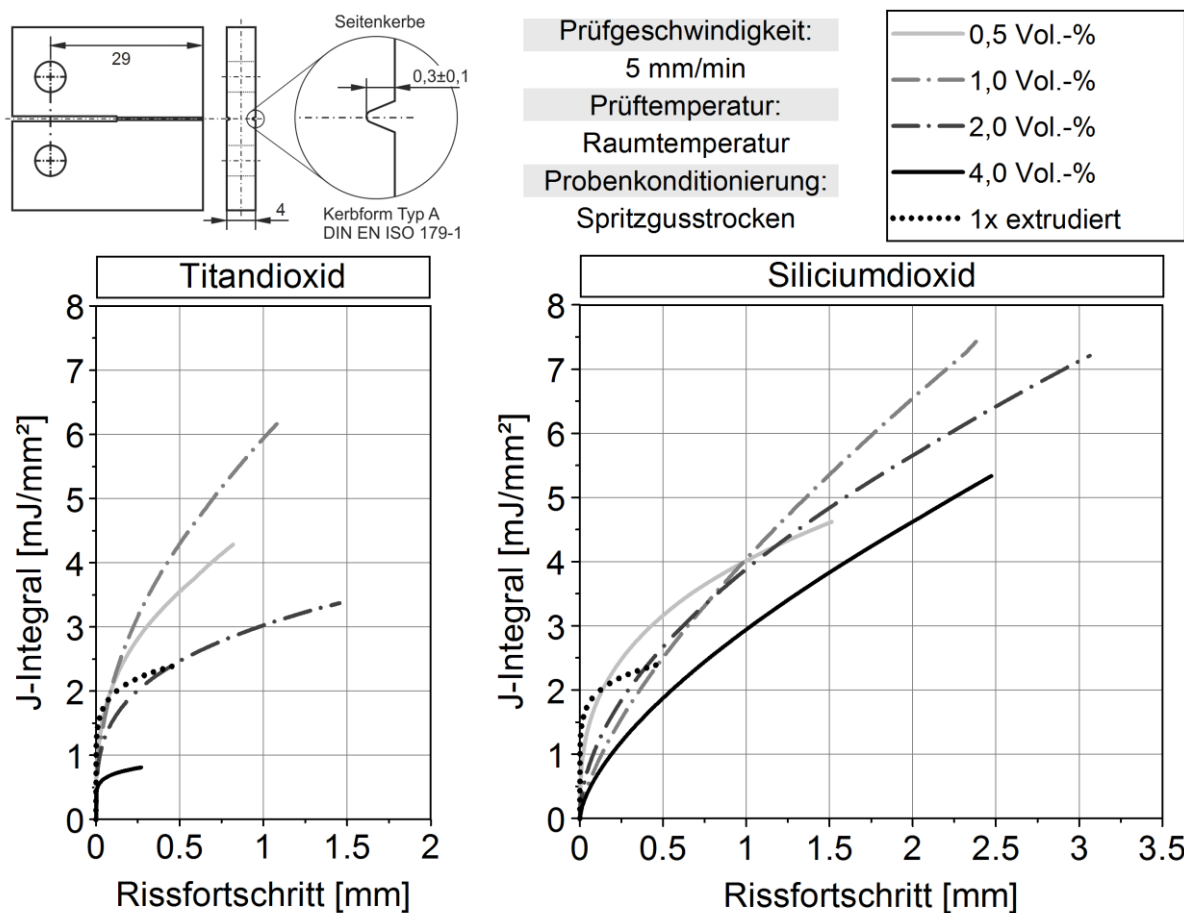 Seitenkerbe
29
0,3±0,1
4
Kerbform Typ A
DIN EN ISO 179-1
Prüfgeschwindigkeit:
5 mm/min
Prüftemperatur:
Raumtemperatur
Probenkonditionierung:
Spritzgusstrocken
0,5 Vol.-%
1,0 Vol.-%
2,0 Vol.-%
4,0 Vol.-%
1x extrudiert
Titandioxid
J-Integral [mJ/mm²]
8
7
6
5
4
3
2
1
0
0 0.5 1 1.5 2
Rissfortschritt [mm]
Siliciumdioxid
J-Integral [mJ/mm²]
8
7
6
5
4
3
2
1
0
0 0.5 1 1.5 2 2.5 3 3.5
Rissfortschritt [mm]